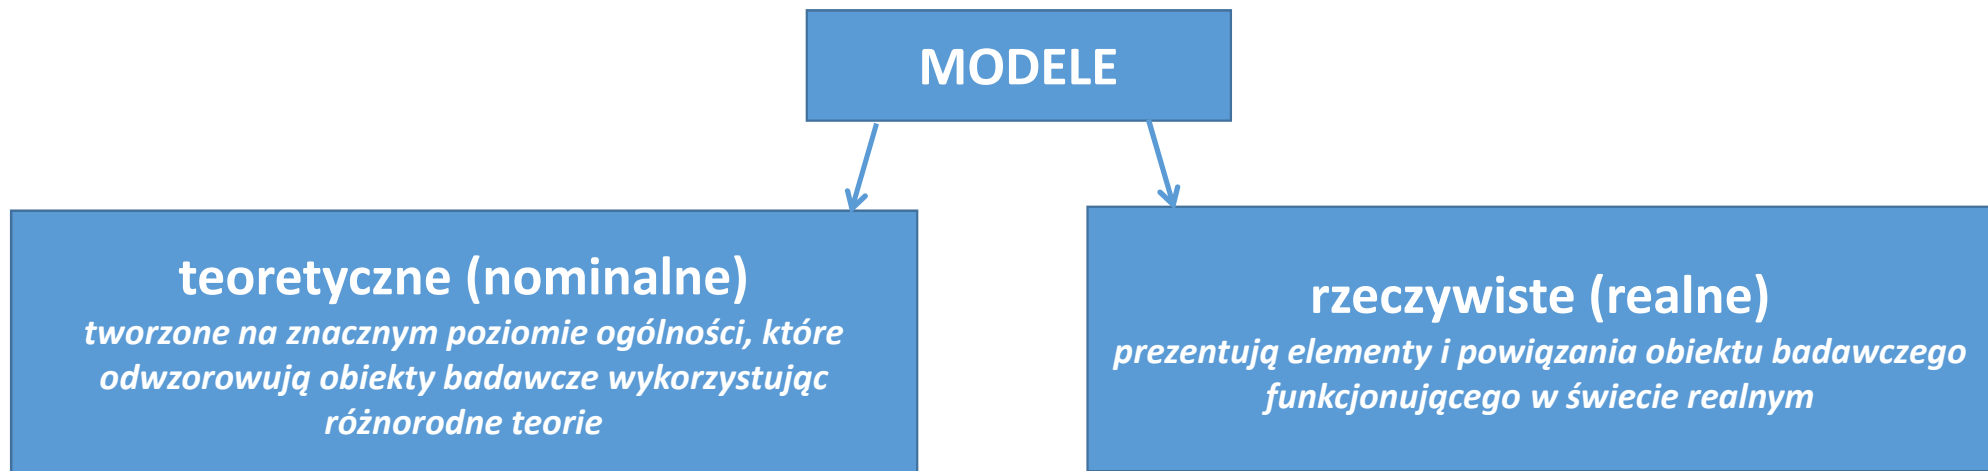 MODELE
teoretyczne (nominalne)
tworzone na znacznym poziomie ogólności, które
odwzorowują obiekty badawcze wykorzystując
różnorodne teorie
rzeczywiste (realne)
prezentują elementy i powiązania obiektu badawczego
funkcjonującego w świecie realnym